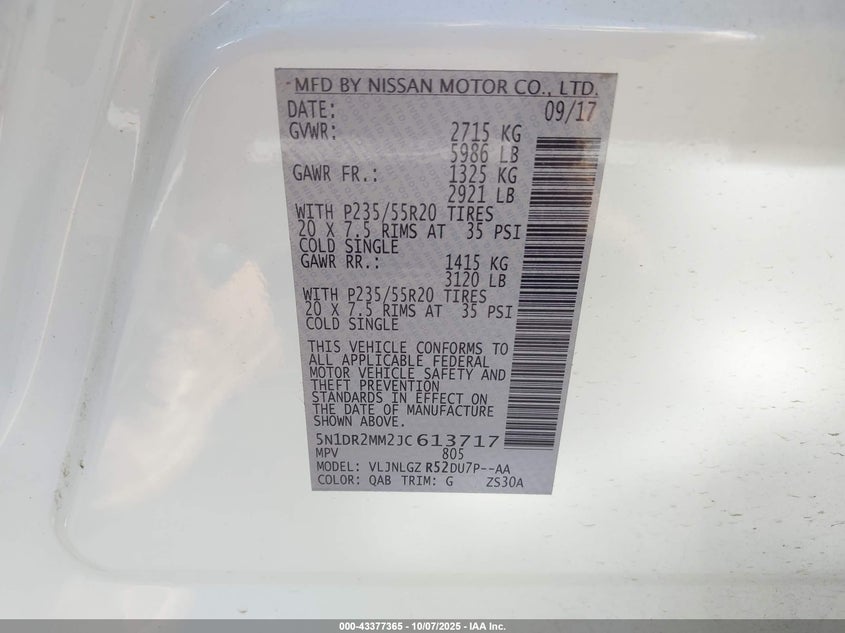 MFD BY NISSAN MOTOR CO., LTD.
DATE: 09/17
GVWR: 2715 KG
5986 LB
GAWR FR.: 1325 KG
2921 LB
WITH P235/55R20 TIRES
20 X 7.5 RIMS AT 35 PSI
COLD SINGLE
GAWR RR.: 1415 KG
3120 LB
WITH P235/55R20 TIRES
20 X 7.5 RIMS AT 35 PSI
COLD SINGLE
THIS VEHICLE CONFORMS TO
ALL APPLICABLE FEDERAL
MOTOR VEHICLE SAFETY AND
THEFT PREVENTION
STANDARDS IN EFFECT ON
THE DATE OF MANUFACTURE
SHOWN ABOVE.
5N1DR2MM2JC613717
MPV 805
MODEL: VLJNLGZ R52DU7P--AA
COLOR: QAB TRIM: G ZS30A
000-43377365 - 10/07/2025 - IAA Inc.